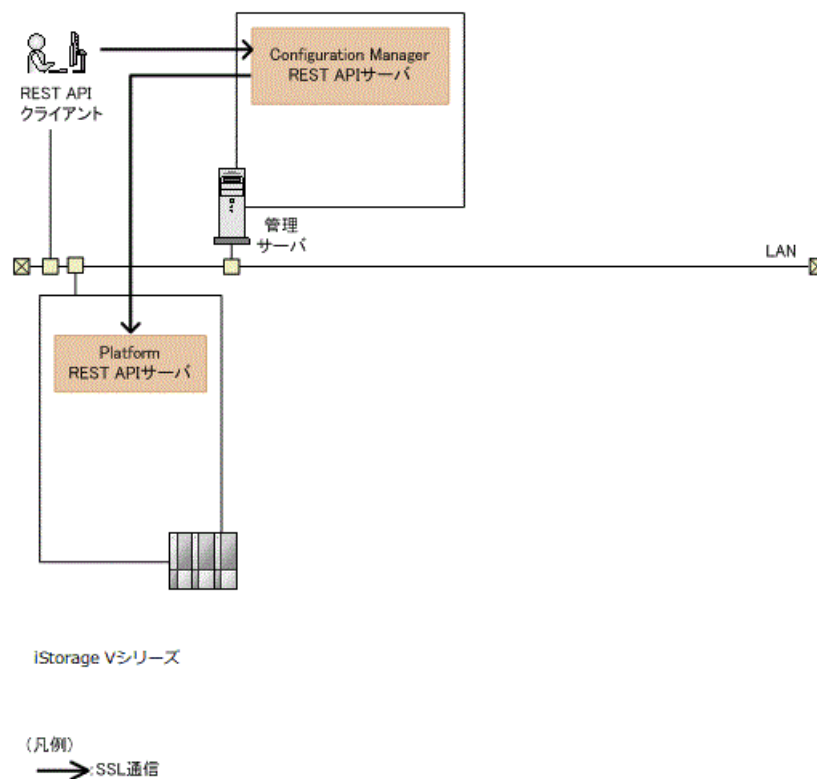 Configuration Manager
REST APIサーバ
REST API
クライアント
管理
サーバ
LAN
Platform
REST APIサーバ
iStorage Vシリーズ
（凡例）
:SSL通信